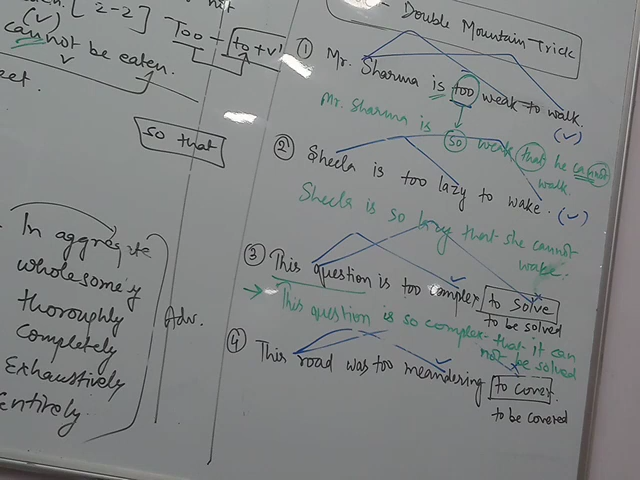 [ 2-2 ]
(v)
cannot be eaten.
v
Too - to + v'
so that
In aggregate
wholesomely
thoroughly
Completely
Exhaustively
Entirely.
Adv.
- Double Mountain Trick
① Mr. Sharma is too weak to walk.
(✓)
Mr. Sharma is so weak that he cannot
walk.
② Sheela is too lazy to wake. (✓)
Sheela is so lazy that she cannot
wake.
③ This question is too complex to solve
to be solved
→ This question is so complex that it can
not be solved
④ This road was too meandering to cover.
to be covered